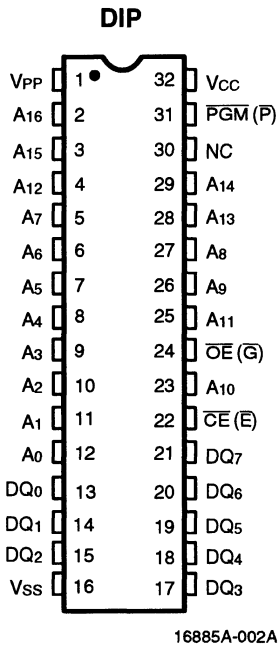 DIP
VPP 1 32 VCC
A16 2 31 PGM (P)
A15 3 30 NC
A12 4 29 A14
A7 5 28 A13
A6 6 27 A8
A5 7 26 A9
A4 8 25 A11
A3 9 24 OE (G)
A2 10 23 A10
A1 11 22 CE (E)
A0 12 21 DQ7
DQ0 13 20 DQ6
DQ1 14 19 DQ5
DQ2 15 18 DQ4
VSS 16 17 DQ3
16885A-002A